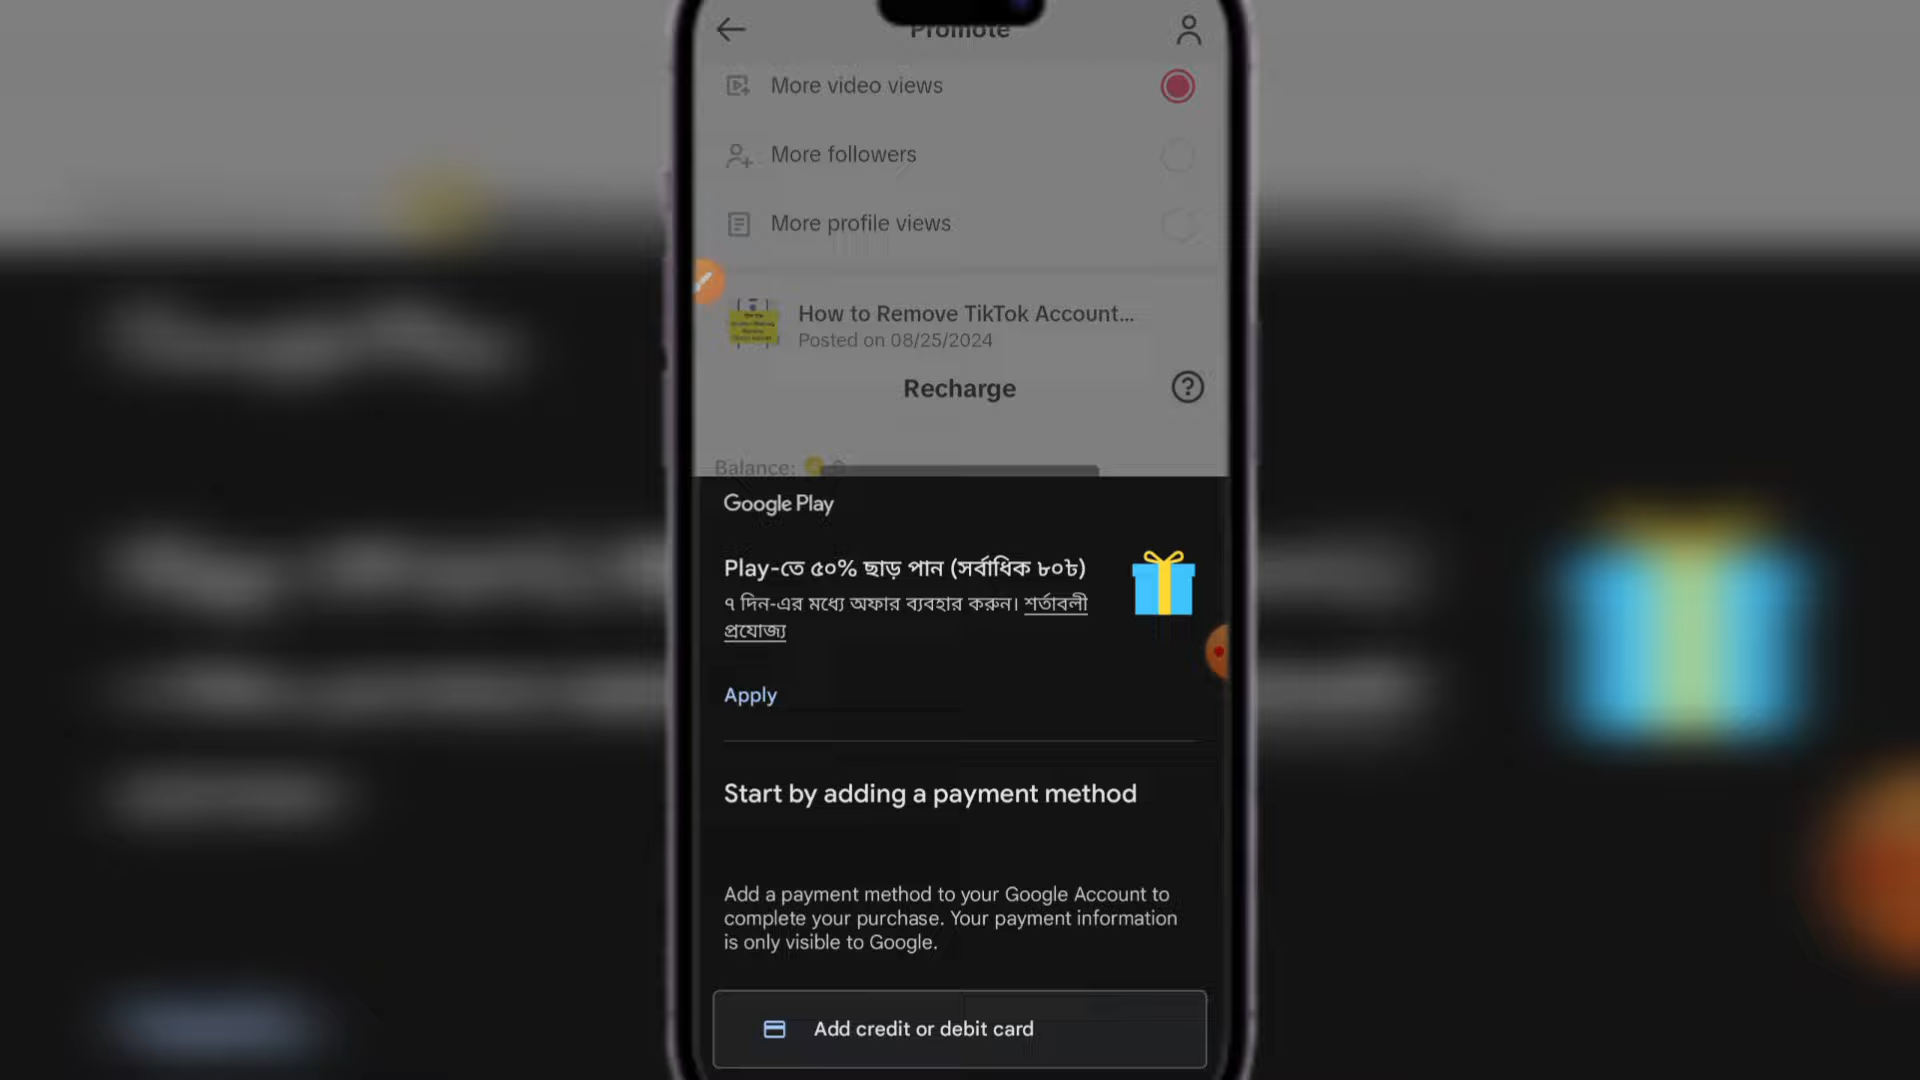 Promote
More video views
More followers
More profile views
How to Remove TikTok Account...
Posted on 08/25/2024
Recharge
Balance:
Google Play
Play-তে ৫০% ছাড় পান (সর্বাধিক ৮০৳)
৭ দিন-এর মধ্যে অফার ব্যবহার করুন। শর্তাবলী
প্রযোজ্য
Apply
Start by adding a payment method
Add a payment method to your Google Account to
complete your purchase. Your payment information
is only visible to Google.
Add credit or debit card